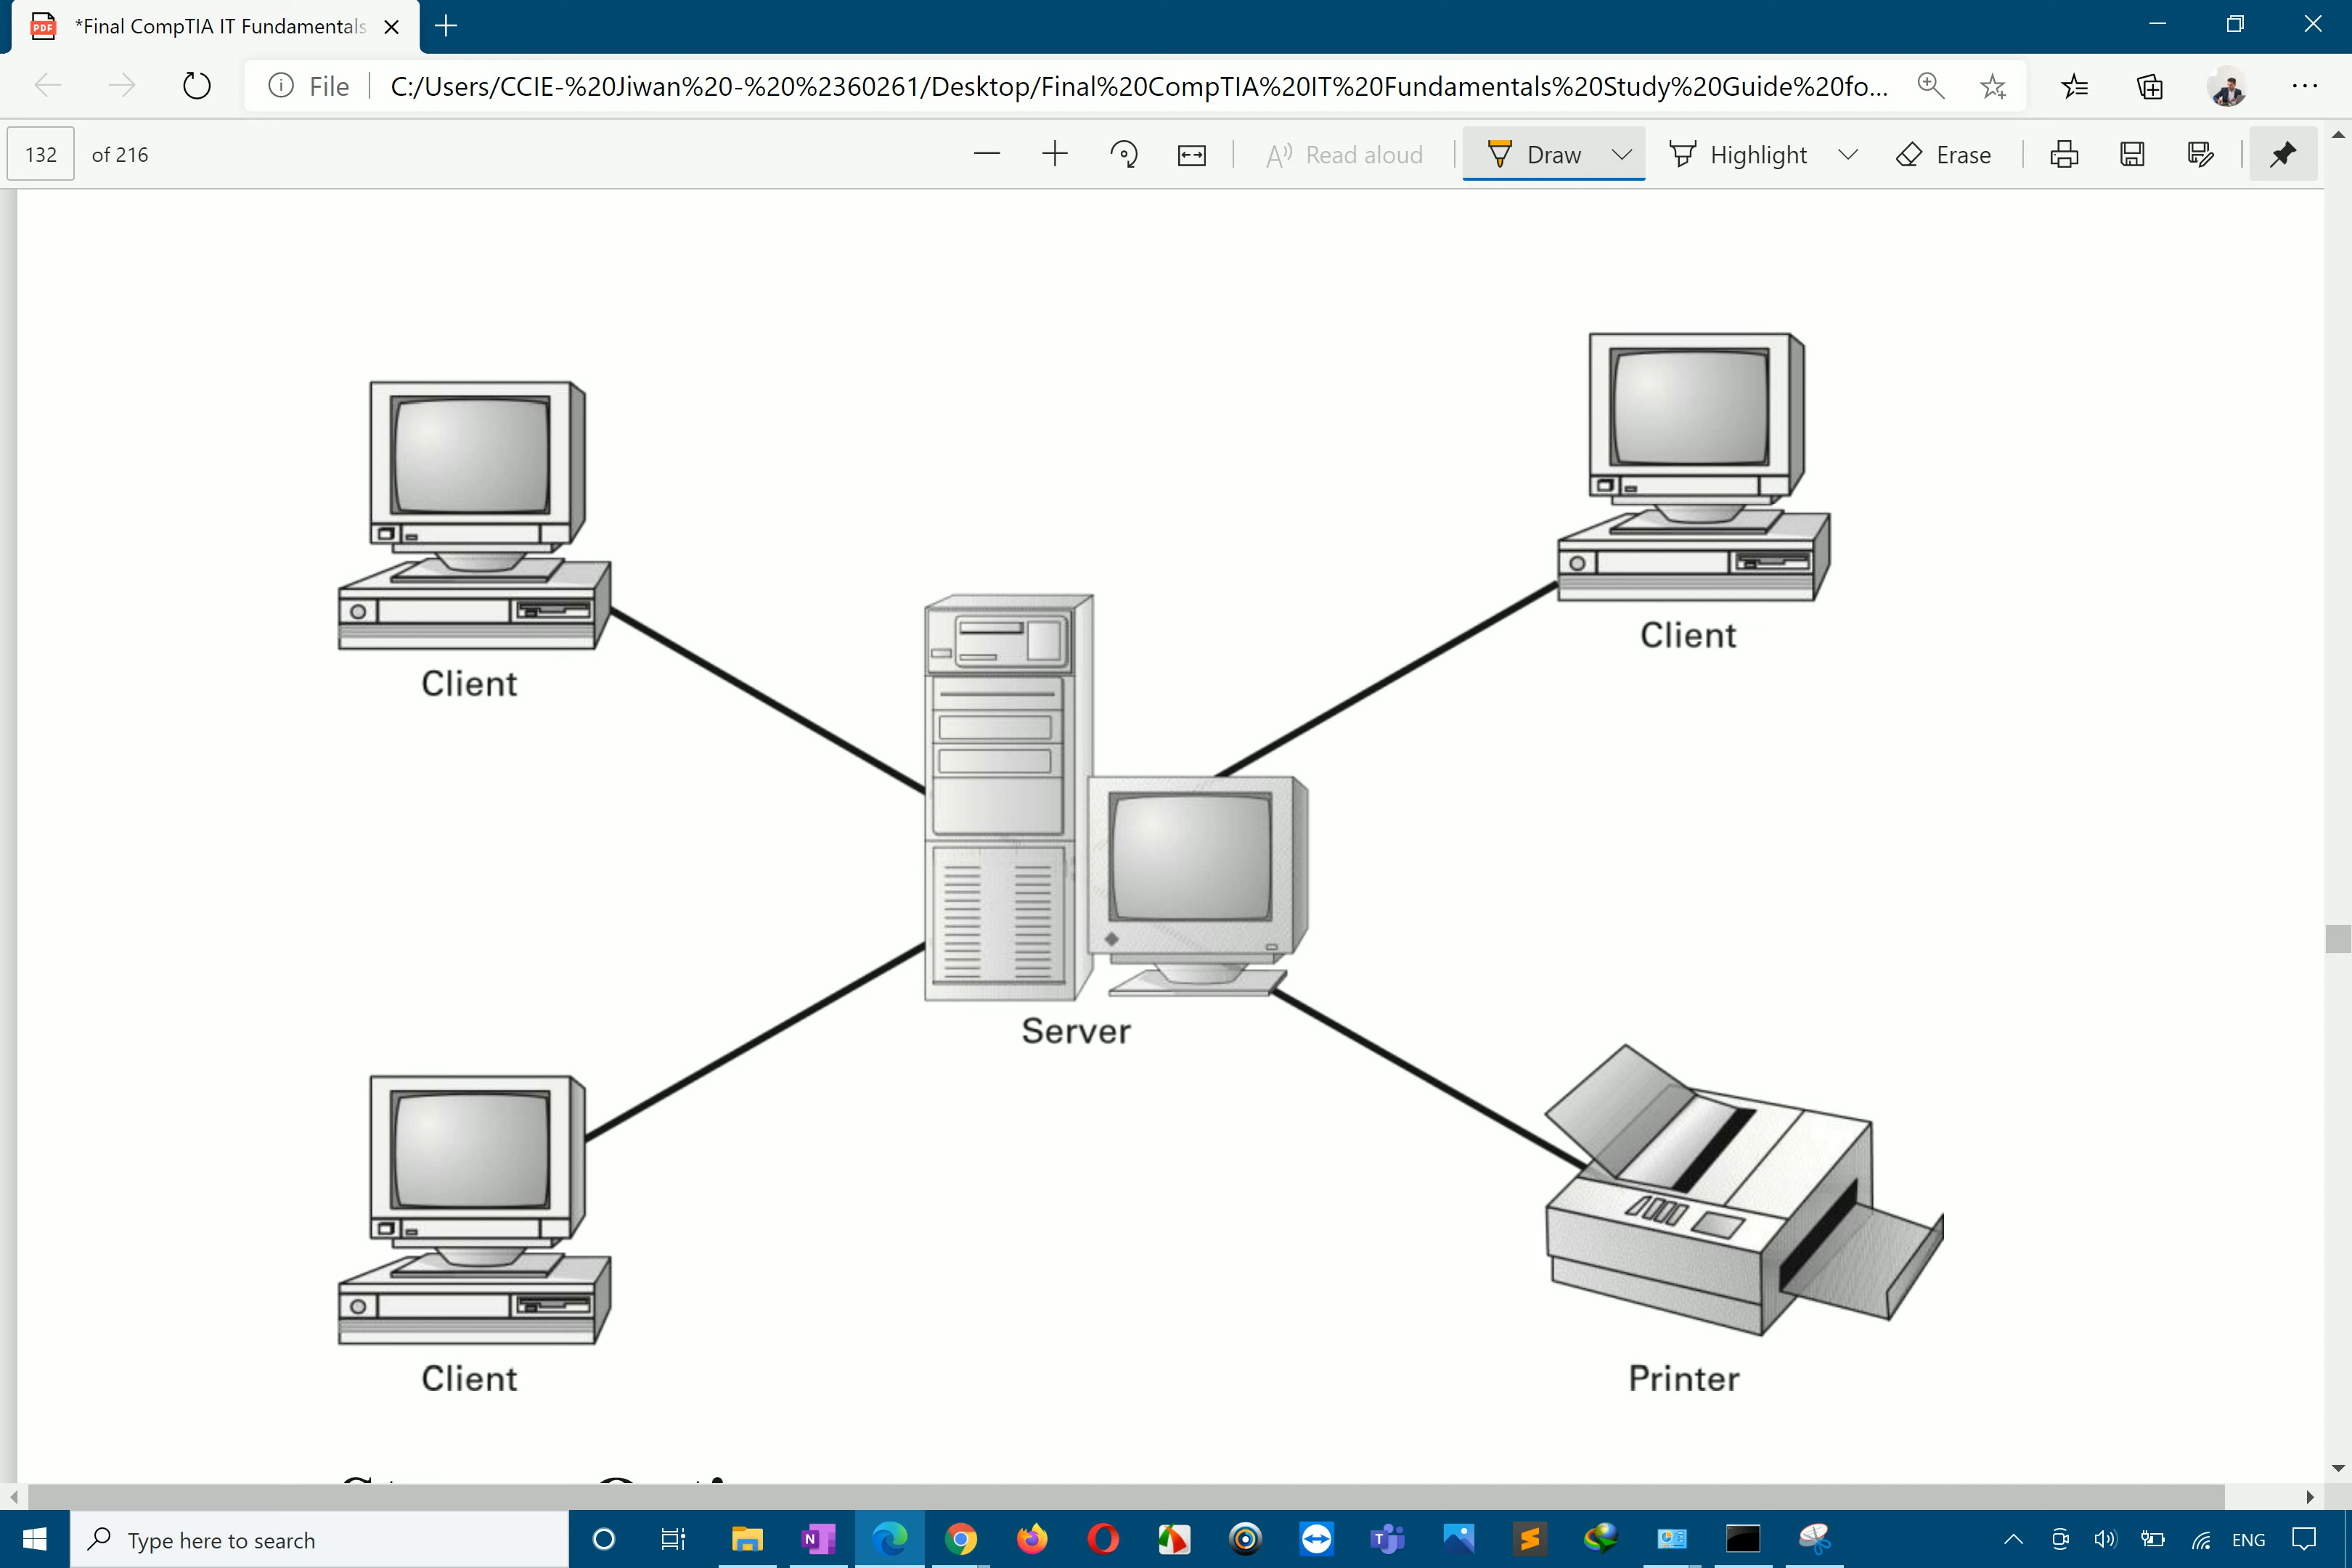 *Final CompTIA IT Fundamentals
File
C:/Users/CCIE-%20Jiwan%20-%20%2360261/Desktop/Final%20CompTIA%20IT%20Fundamentals%20Study%20Guide%20fo...
132 of 216
Read aloud
Draw
Highlight
Erase
Client
Client
Server
Client
Printer
Type here to search
ENG